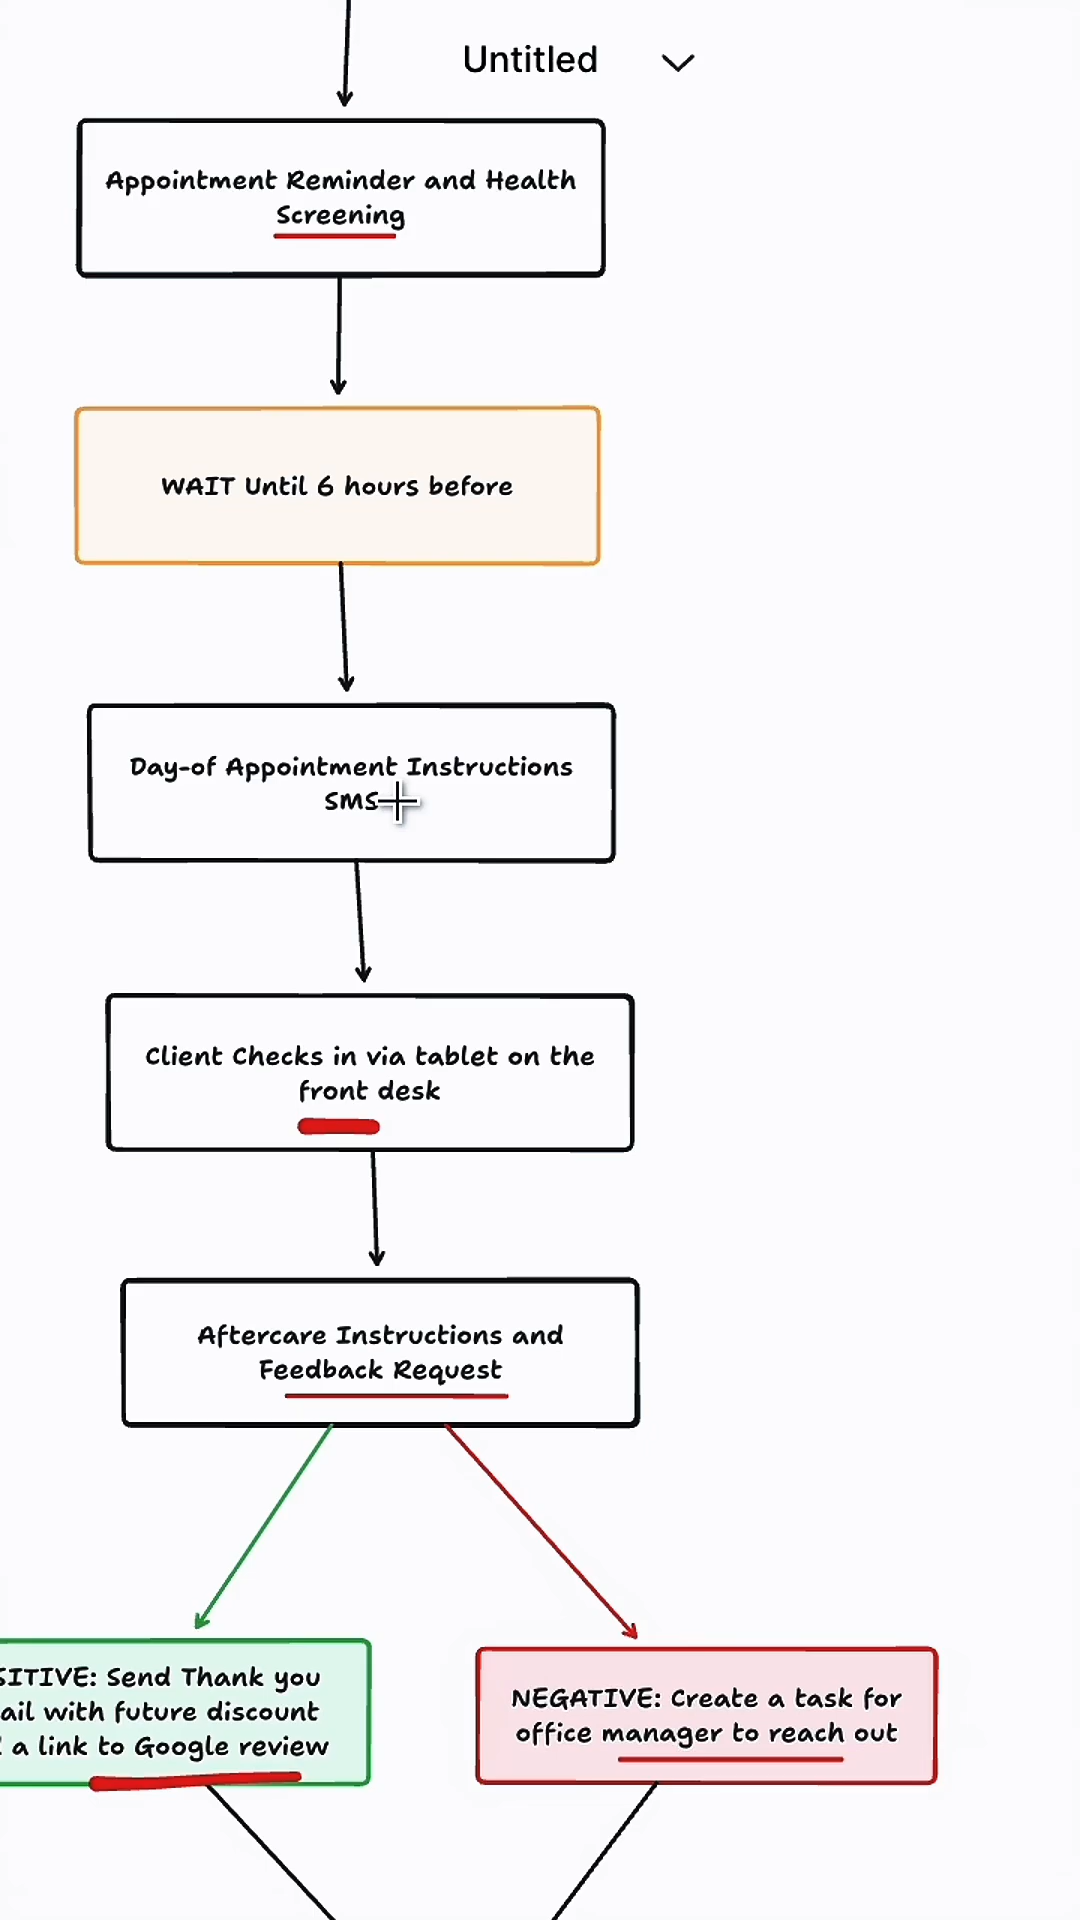 Untitled
Appointment Reminder and Health
Screening
WAIT Until 6 hours before
Day-of Appointment Instructions
SMS
Client Checks in via tablet on the
front desk
Aftercare Instructions and
Feedback Request
SITIVE: Send Thank you
ail with future discount
a link to Google review
NEGATIVE: Create a task for
office manager to reach out